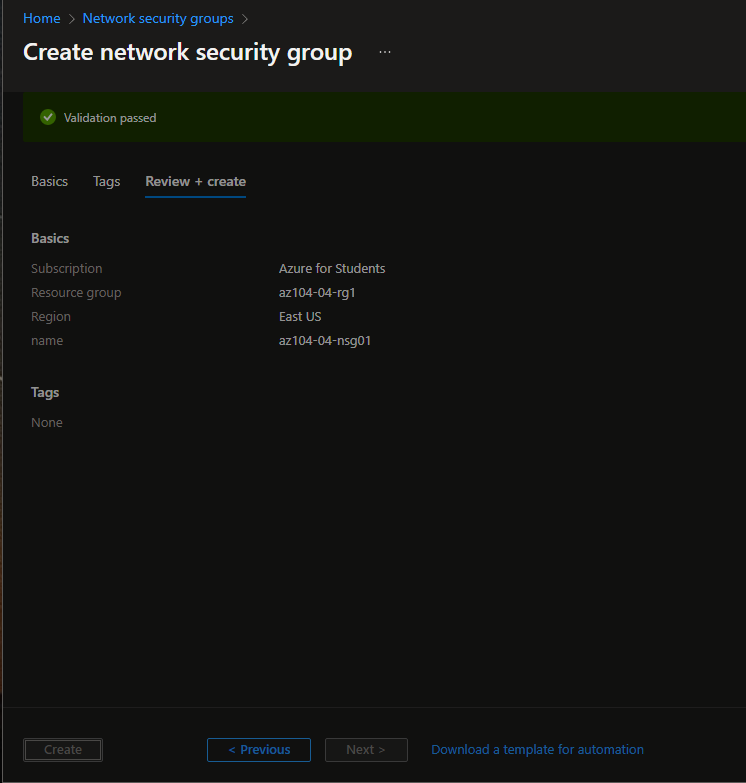 Home > Network security groups >
Create network security group ...
Validation passed
Basics Tags Review + create
Basics
Subscription Azure for Students
Resource group az104-04-rg1
Region East US
name az104-04-nsg01
Tags
None
Create < Previous Next > Download a template for automation